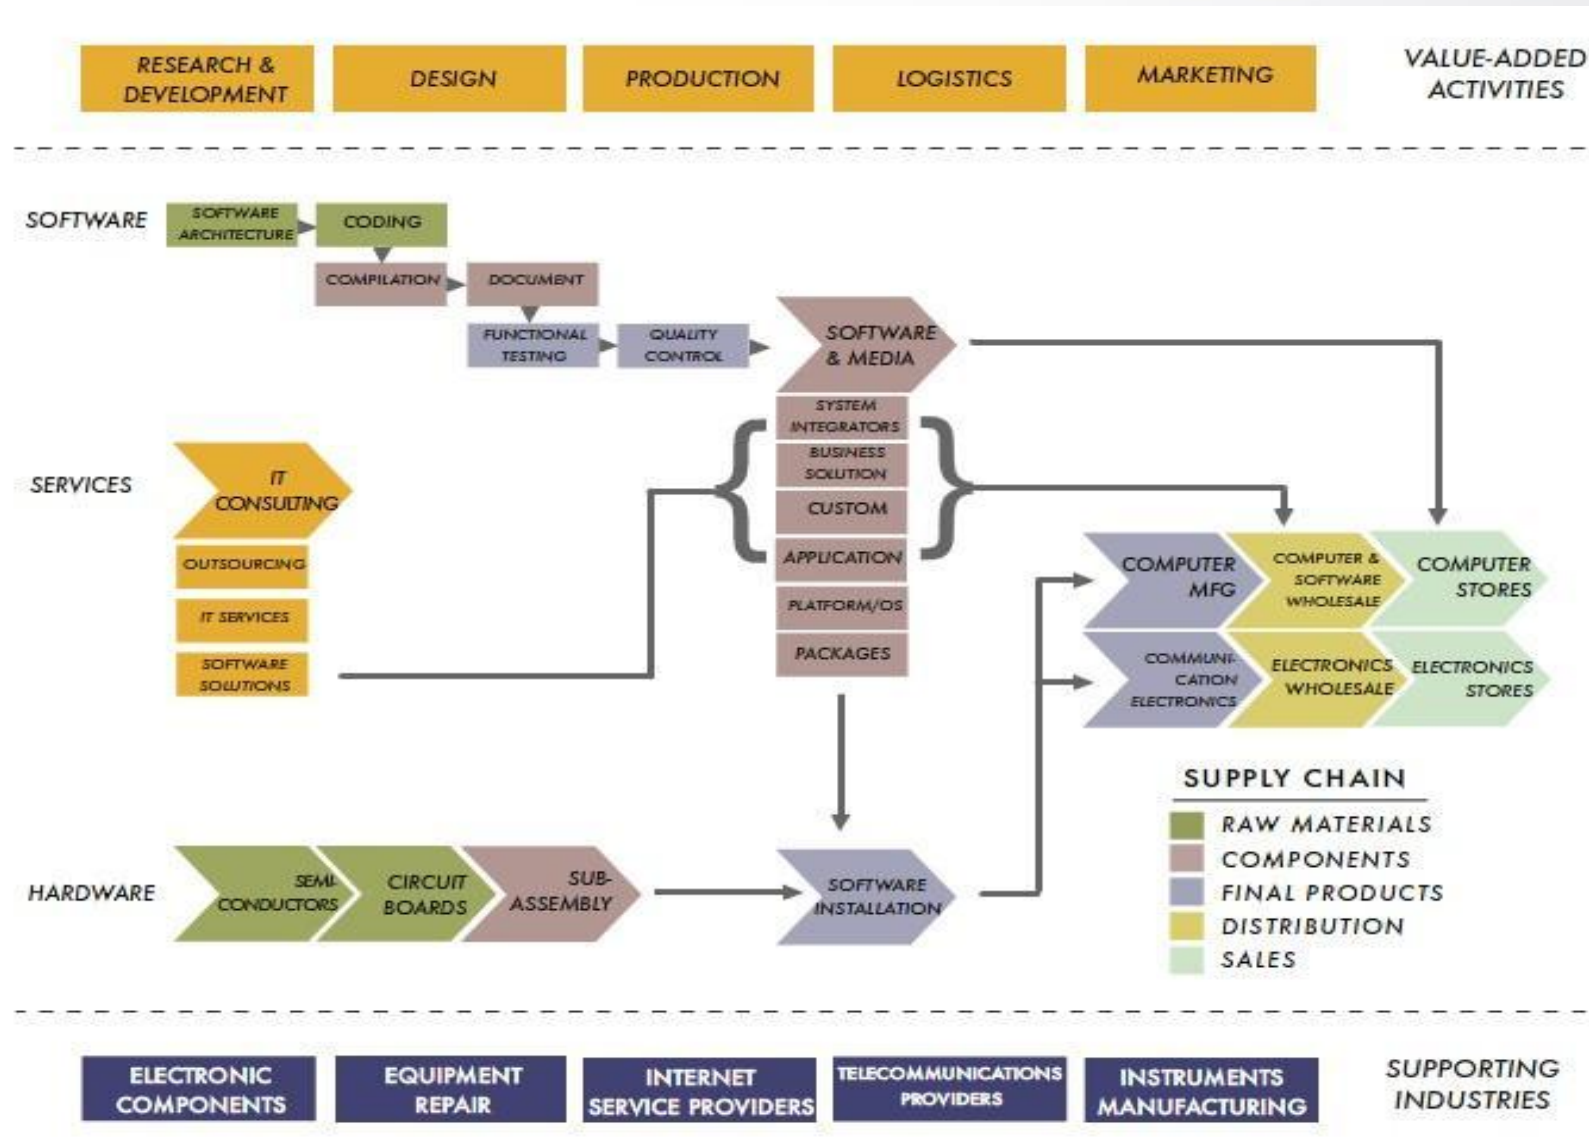 RESEARCH &
DEVELOPMENT
DESIGN
PRODUCTION
LOGISTICS
MARKETING
VALUE-ADDED
ACTIVITIES
SOFTWARE
SOFTWARE
ARCHITECTURE
CODING
COMPILATION
DOCUMENT
FUNCTIONAL
TESTING
QUALITY
CONTROL
SOFTWARE
& MEDIA
SYSTEM
INTEGRATORS
BUSINESS
SOLUTION
CUSTOM
APPLICATION
PLATFORM/OS
PACKAGES
SERVICES
IT
CONSULTING
OUTSOURCING
IT SERVICES
SOFTWARE
SOLUTIONS
COMPUTER
MFG
COMPUTER &
SOFTWARE
WHOLESALE
COMPUTER
STORES
COMMUNI-
CATION
ELECTRONICS
ELECTRONICS
WHOLESALE
ELECTRONICS
STORES
SUPPLY CHAIN
RAW MATERIALS
COMPONENTS
FINAL PRODUCTS
DISTRIBUTION
SALES
HARDWARE
SEMI-
CONDUCTORS
CIRCUIT
BOARDS
SUB-
ASSEMBLY
SOFTWARE
INSTALLATION
ELECTRONIC
COMPONENTS
EQUIPMENT
REPAIR
INTERNET
SERVICE PROVIDERS
TELECOMMUNICATIONS
PROVIDERS
INSTRUMENTS
MANUFACTURING
SUPPORTING
INDUSTRIES